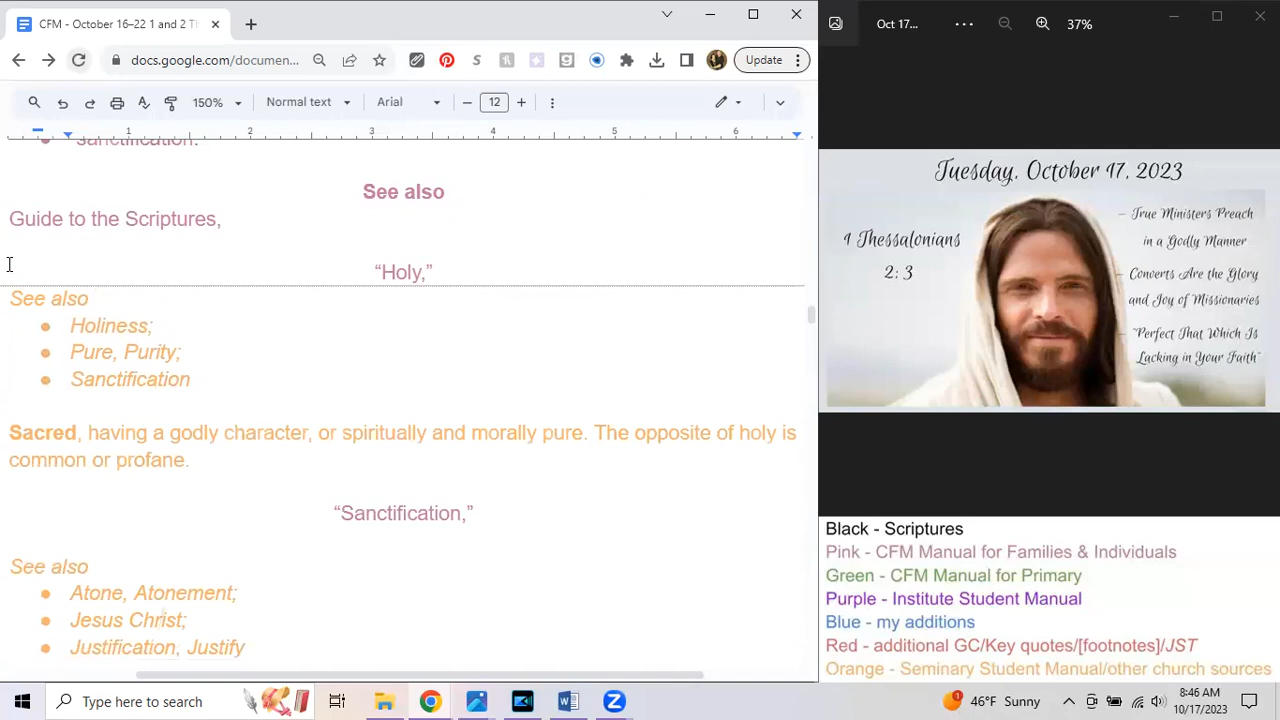 CFM - October 16–22 1 and 2 Th
docs.google.com/documen...
Update
150%
Normal text
Arial
12
1 2 3 4 5 6
sanctification.
See also
Guide to the Scriptures,
“Holy,”
See also
Holiness;
Pure, Purity;
Sanctification
Sacred, having a godly character, or spiritually and morally pure. The opposite of holy is
common or profane.
“Sanctification,”
See also
Atone, Atonement;
Jesus Christ;
Justification, Justify
Oct 17...
37%
Tuesday, October 17, 2023
1 Thessalonians
2; 3
– True Ministers Preach
in a Godly Manner
– Converts Are the Glory
and Joy of Missionaries
– “Perfect That Which Is
Lacking in Your Faith”
Black - Scriptures
Pink - CFM Manual for Families & Individuals
Green - CFM Manual for Primary
Purple - Institute Student Manual
Blue - my additions
Red - additional GC/Key quotes/[footnotes]/JST
Orange - Seminary Student Manual/other church sources
Type here to search
1
46°F Sunny
8:46 AM
10/17/2023